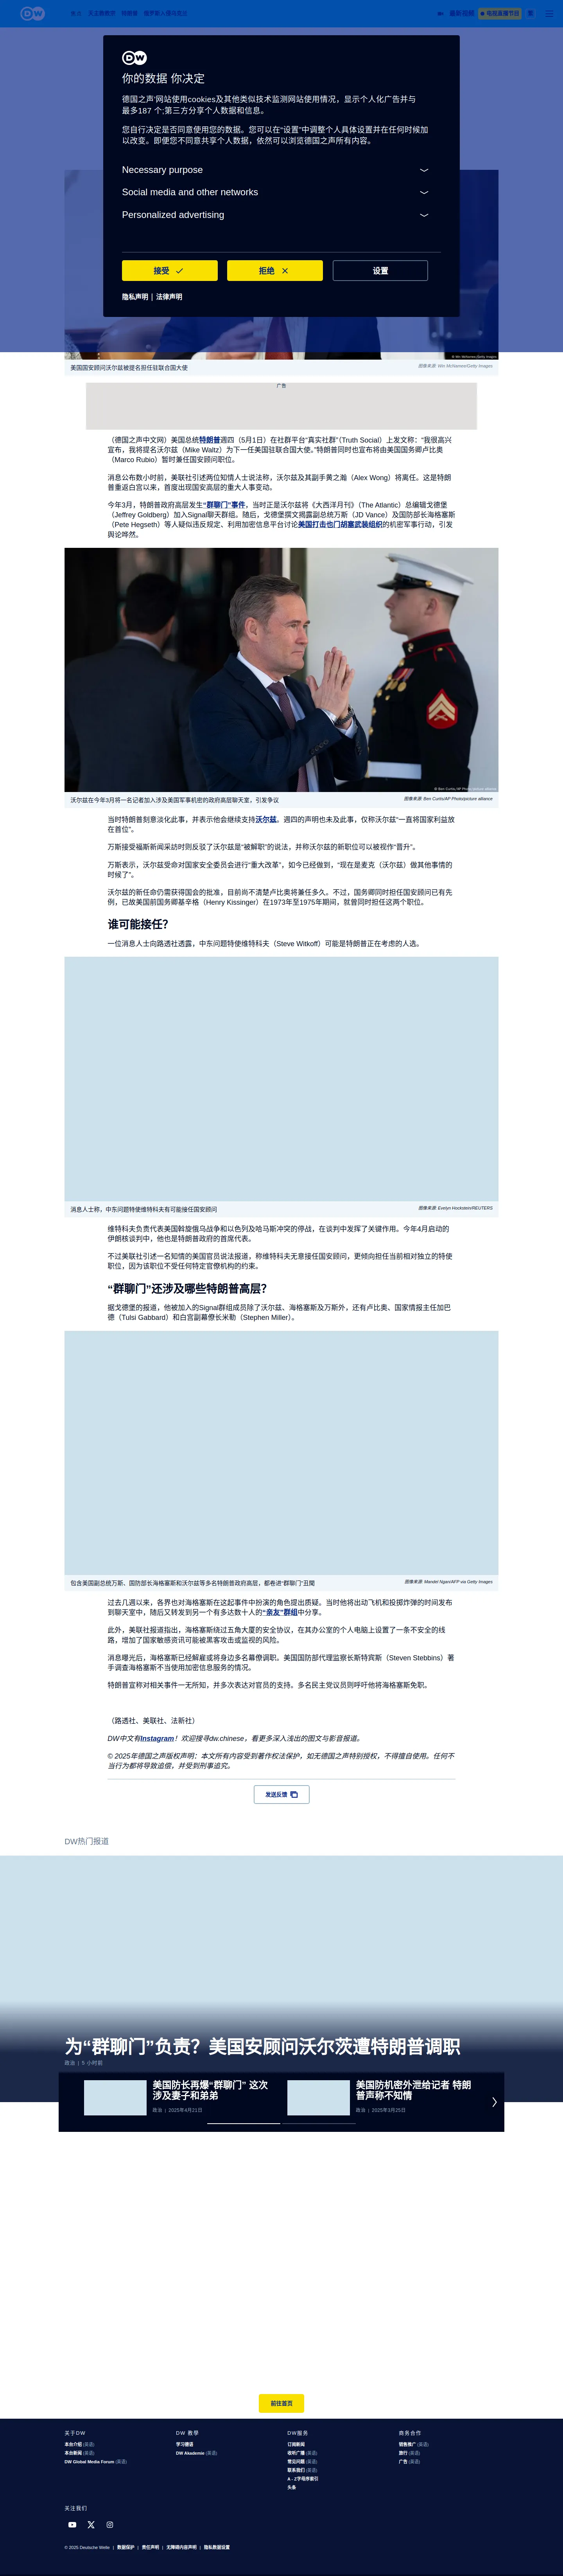 DW
最新视频
电视直播节目
DW
你的数据 你决定
德国之声'网站使用cookies及其他类似技术监测网站使用情况，显示个人化广告并与
最多187 个;第三方分享个人数据和信息。
您自行决定是否同意使用您的数据。您可以在“设置”中调整个人具体设置并在任何时候加
以改变。即使您不同意共享个人数据，依然可以浏览德国之声所有内容。
Necessary purpose
Social media and other networks
Personalized advertising
接受
拒绝
设置
隐私声明 | 法律声明
美国国安顾问沃尔兹被提名担任驻联合国大使
图像来源: Win McNamee/Getty Images
广告
（德国之声中文网）美国总统特朗普週四（5月1日）在社群平台“真实社群”（Truth Social）上发文称：“我很高兴
宣布，我将提名沃尔兹（Mike Waltz）为下一任美国驻联合国大使。”特朗普同时也宣布将由美国国务卿卢比奥
（Marco Rubio）暂时兼任国安顾问职位。
消息公布数小时前，美联社引述两位知情人士说法称，沃尔兹及其副手黄之瀚（Alex Wong）将离任。这是特朗
普重返白宫以来，首度出现国安高层的重大人事变动。
今年3月，特朗普政府高层发生“群聊门”事件，当时正是沃尔兹将《大西洋月刊》（The Atlantic）总编辑戈德堡
（Jeffrey Goldberg）加入Signal聊天群组。随后，戈德堡撰文揭露副总统万斯（JD Vance）及国防部长海格塞斯
（Pete Hegseth）等人疑似违反规定、利用加密信息平台讨论美国打击也门胡塞武装组织的机密军事行动，引发
舆论哗然。
沃尔兹在今年3月将一名记者加入涉及美国军事机密的政府高层聊天室，引发争议
图像来源: Ben Curtis/AP Photo/picture alliance
当时特朗普刻意淡化此事，并表示他会继续支持沃尔兹。週四的声明也未及此事，仅称沃尔兹“一直将国家利益放
在首位”。
万斯接受福斯新闻采访时则反驳了沃尔兹是“被解职”的说法，并称沃尔兹的新职位可以被视作“晋升”。
万斯表示，沃尔兹受命对国家安全委员会进行“重大改革”，如今已经做到，“现在是麦克（沃尔兹）做其他事情的
时候了”。
沃尔兹的新任命仍需获得国会的批准，目前尚不清楚卢比奥将兼任多久。不过，国务卿同时担任国安顾问已有先
例，已故美国前国务卿基辛格（Henry Kissinger）在1973年至1975年期间，就曾同时担任这两个职位。
谁可能接任？
一位消息人士向路透社透露，中东问题特使维特科夫（Steve Witkoff）可能是特朗普正在考虑的人选。
消息人士称，中东问题特使维特科夫有可能接任国安顾问
图像来源: Evelyn Hockstein/REUTERS
维特科夫负责代表美国斡旋俄乌战争和以色列及哈马斯冲突的停战，在谈判中发挥了关键作用。今年4月启动的
伊朗核谈判中，他也是特朗普政府的首席代表。
不过美联社引述一名知情的美国官员说法报道，称维特科夫无意接任国安顾问，更倾向担任当前相对独立的特使
职位，因为该职位不受任何特定官僚机构的约束。
“群聊门”还涉及哪些特朗普高层？
据戈德堡的报道，他被加入的Signal群组成员除了沃尔兹、海格塞斯及万斯外，还有卢比奥、国家情报主任加巴
德（Tulsi Gabbard）和白宫副幕僚长米勒（Stephen Miller）。
包含美国副总统万斯、国防部长海格塞斯和沃尔兹等多名特朗普政府高层，都卷进“群聊门”丑闻
图像来源: Mandel Ngan/AFP via Getty Images
过去几週以来，各界也对海格塞斯在这起事件中扮演的角色提出质疑。当时他将出动飞机和投掷炸弹的时间发布
到聊天室中，随后又转发到另一个有多达数十人的“亲友”群组中分享。
此外，美联社报道指出，海格塞斯绕过五角大厦的安全协议，在其办公室的个人电脑上设置了一条不安全的线
路，增加了国家敏感资讯可能被黑客攻击或监视的风险。
消息曝光后，海格塞斯已经解雇或将身边多名幕僚调职。美国国防部代理监察长斯特宾斯（Steven Stebbins）署
手调查海格塞斯不当使用加密信息服务的情况。
特朗普宣称对相关事件一无所知，并多次表达对官员的支持。多名民主党议员则呼吁他将海格塞斯免职。
（路透社、美联社、法新社）
DW中文有Instagram！欢迎搜寻dw.chinese，看更多深入浅出的图文与影音报道。
© 2025年德国之声版权声明：本文所有内容受到著作权法保护，如无德国之声特别授权，不得擅自使用。任何不
当行为都将导致追偿，并受到刑事追究。
发送反馈
DW热门报道
为“群聊门”负责？美国安顾问沃尔茨遭特朗普调职
政治 | 5 小时前
美国防长再爆“群聊门” 这次
涉及妻子和弟弟
政治 | 2025年4月21日
美国防机密外泄给记者 特朗
普声称不知情
政治 | 2025年3月25日
前往首页
关于DW
本台介绍 (英语)
本台新闻 (英语)
DW Global Media Forum (英语)
DW 教学
学习德语
DW Akademie (英语)
DW服务
订阅新闻
收听广播 (英语)
常见问题 (英语)
联系我们 (英语)
A - Z字母序索引
头条
商务合作
销售推广 (英语)
旅行 (英语)
广告 (英语)
关注我们
© 2025 Deutsche Welle | 数据保护 | 责任声明 | 无障碍内容声明 | 隐私数据设置